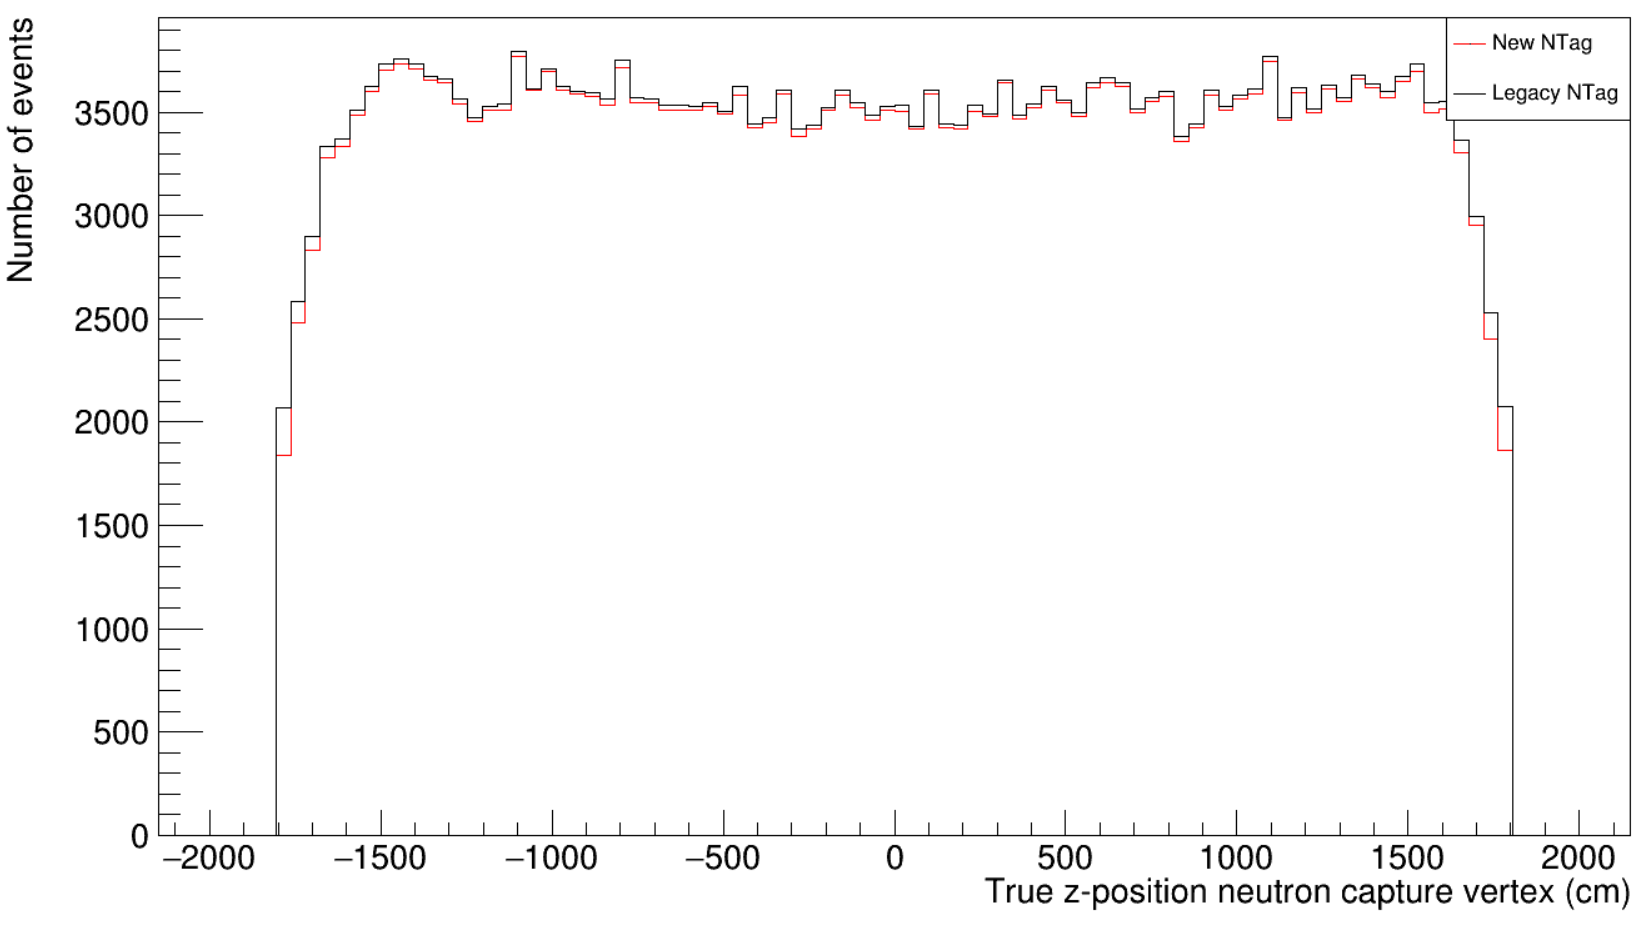 Number of events
3500
3000
2500
2000
1500
1000
500
0
−2000 −1500 −1000 −500 0 500 1000 1500 2000
True z-position neutron capture vertex (cm)
New NTag
Legacy NTag